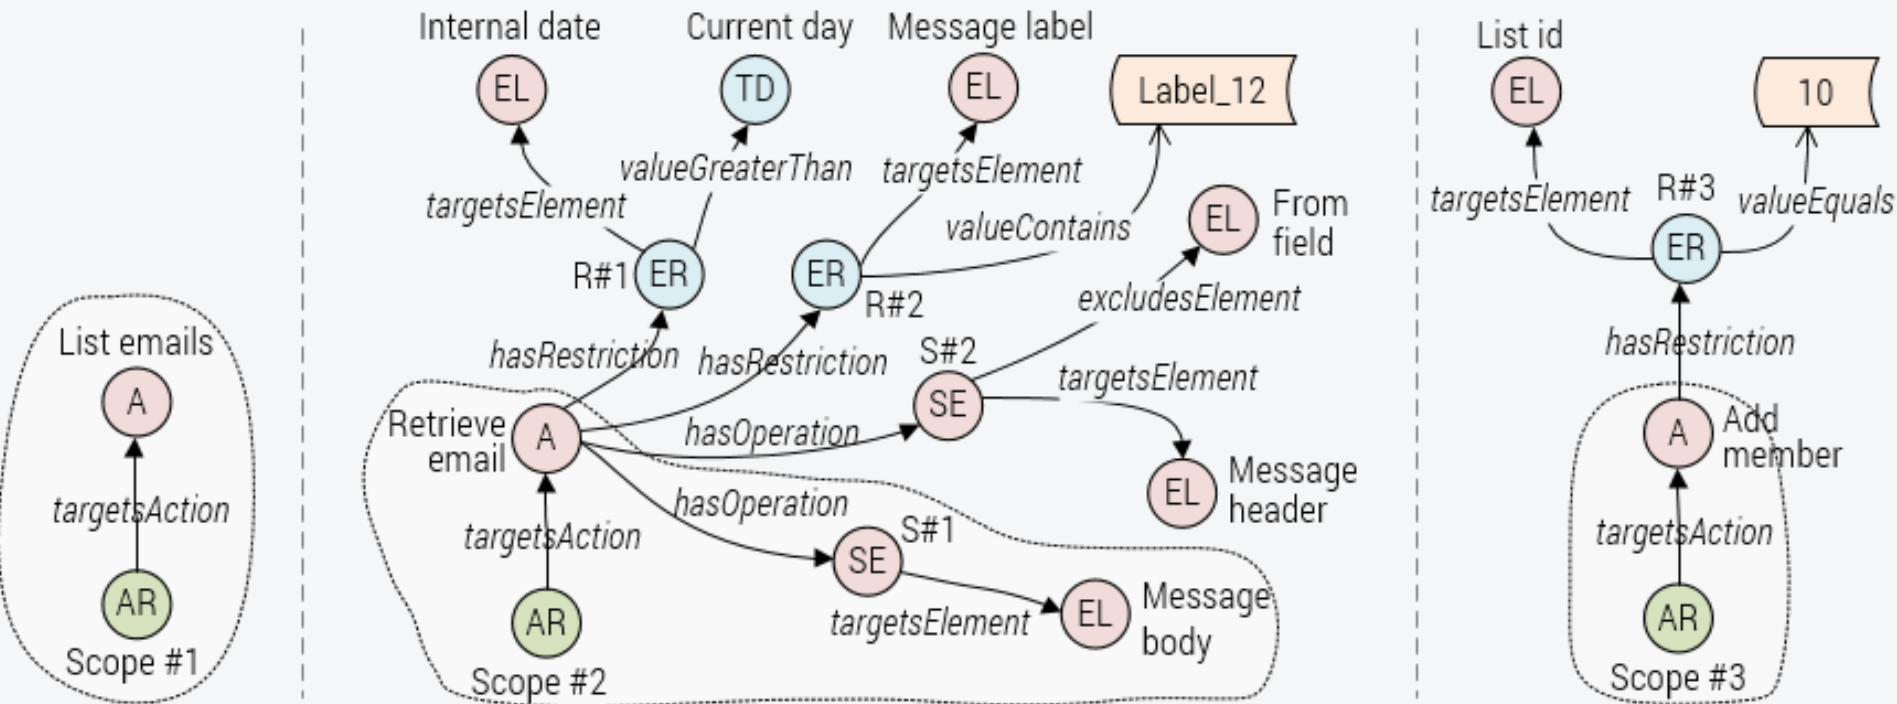 List emails
A
targetsAction
AR
Scope #1
Internal date
Current day
Message label
EL
TD
EL
Label_12
valueGreaterThan
targetsElement
targetsElement
valueContains
EL
From
field
R#1
ER
ER
R#2
excludesElement
hasRestriction
hasRestriction
S#2
SE
targetsElement
Retrieve
email
A
hasOperation
EL
Message
header
hasOperation
targetsAction
S#1
SE
targetsElement
EL
Message
body
AR
Scope #2
List id
EL
10
targetsElement
R#3
valueEquals
ER
hasRestriction
A
Add
member
targetsAction
AR
Scope #3